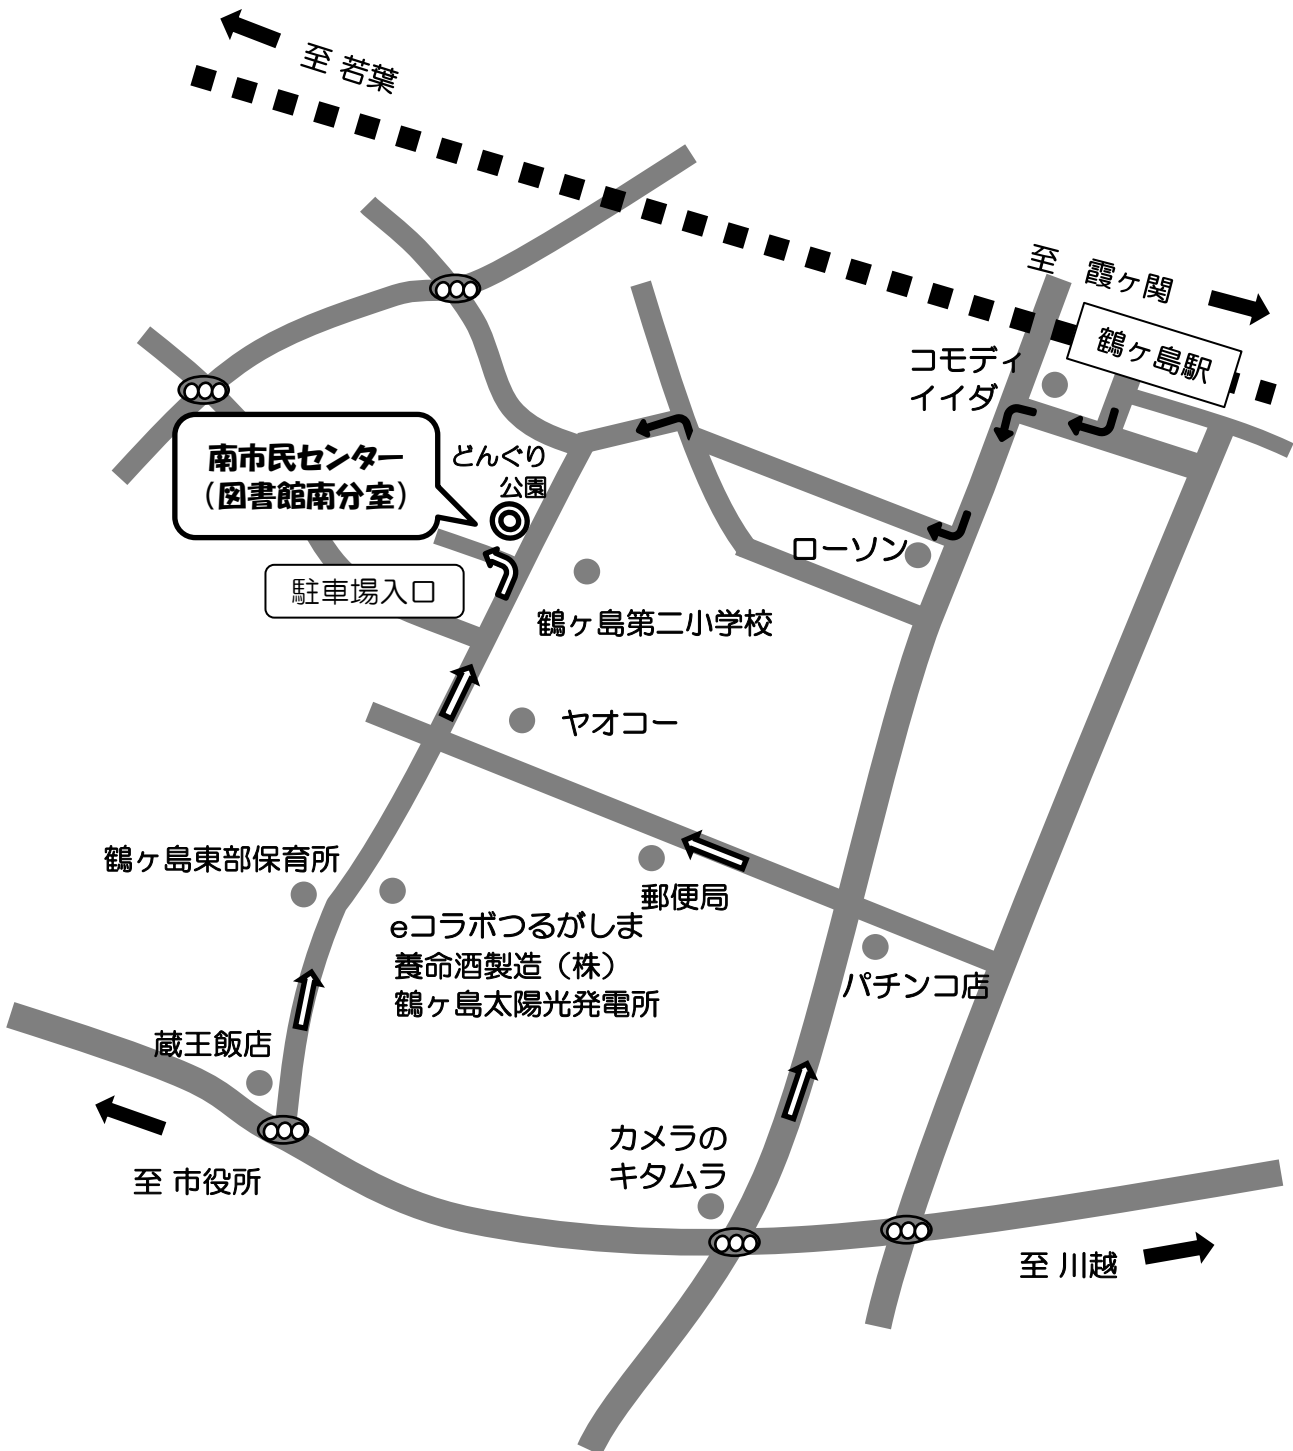 至 若葉
至 霞ヶ関
鶴ヶ島駅
コモディ
イイダ
南市民センター
（図書館南分室）
どんぐり
公園
ローソン
駐車場入口
鶴ヶ島第二小学校
ヤオコー
鶴ヶ島東部保育所
郵便局
eコラボつるがしま
養命酒製造（株）
鶴ヶ島太陽光発電所
パチンコ店
蔵王飯店
カメラの
キタムラ
至 市役所
至 川越